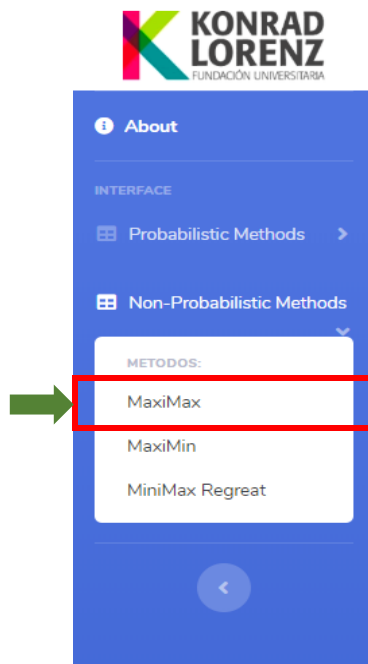 KONRAD
LORENZ
FUNDACIÓN UNIVERSITARIA
About
INTERFACE
Probabilistic Methods
Non-Probabilistic Methods
METODOS:
MaxiMax
MaxiMin
MiniMax Regreat